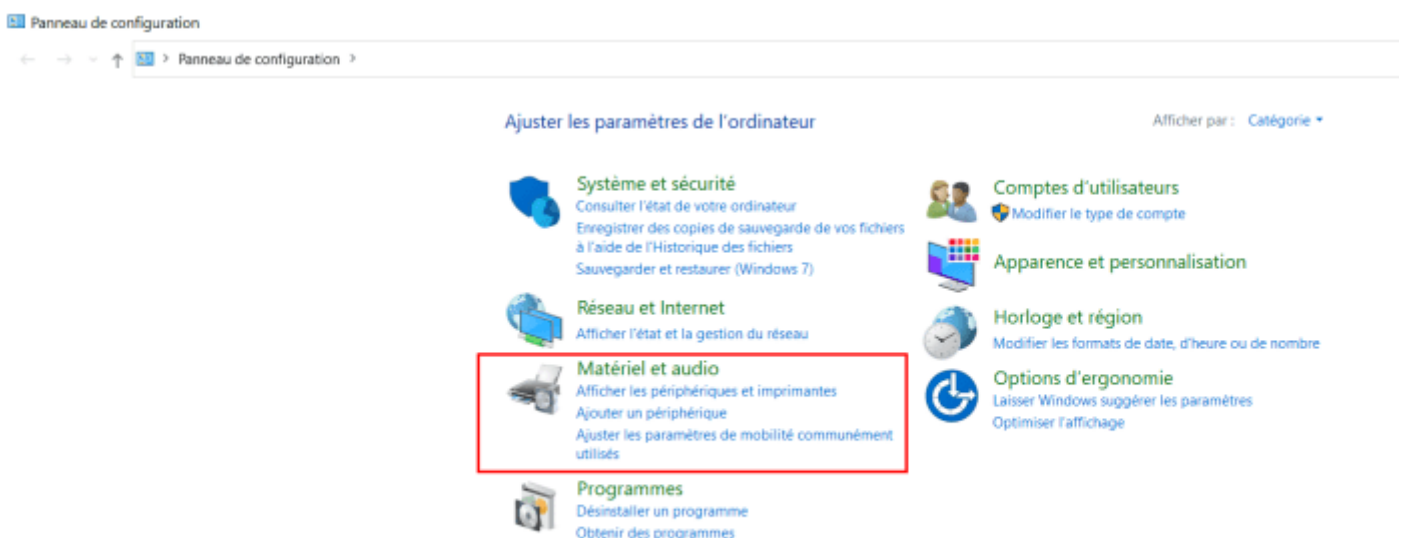 Panneau de configuration
Panneau de configuration
Ajuster les paramètres de l'ordinateur
Afficher par : Catégorie
Système et sécurité
Consulter l'état de votre ordinateur
Enregistrer des copies de sauvegarde de vos fichiers
à l'aide de l'Historique des fichiers
Sauvegarder et restaurer (Windows 7)
Réseau et Internet
Afficher l'état et la gestion du réseau
Matériel et audio
Afficher les périphériques et imprimantes
Ajouter un périphérique
Ajuster les paramètres de mobilité communément
utilisés
Programmes
Désinstaller un programme
Obtenir des programmes
Comptes d'utilisateurs
Modifier le type de compte
Apparence et personnalisation
Horloge et région
Modifier les formats de date, d'heure ou de nombre
Options d'ergonomie
Laisser Windows suggérer les paramètres
Optimiser l'affichage